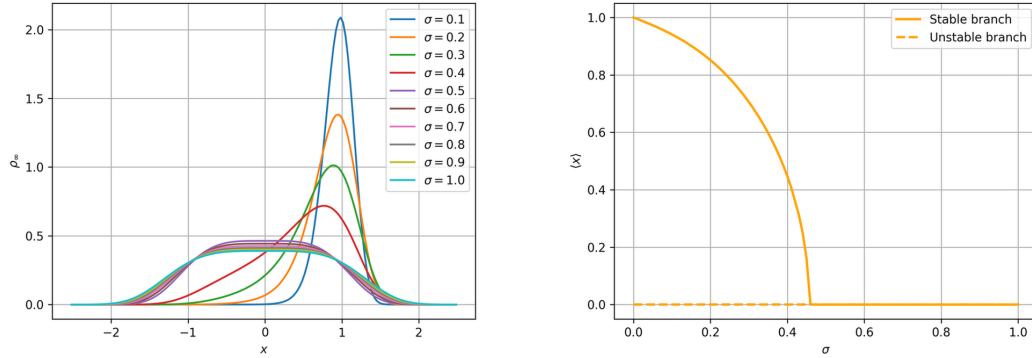 2.0
1.5
1.0
0.5
0.0
ρ∞
−2
−1
0
1
2
x
σ = 0.1
σ = 0.2
σ = 0.3
σ = 0.4
σ = 0.5
σ = 0.6
σ = 0.7
σ = 0.8
σ = 0.9
σ = 1.0
1.0
0.8
0.6
0.4
0.2
0.0
⟨x⟩
0.0
0.2
0.4
0.6
0.8
1.0
σ
Stable branch
Unstable branch